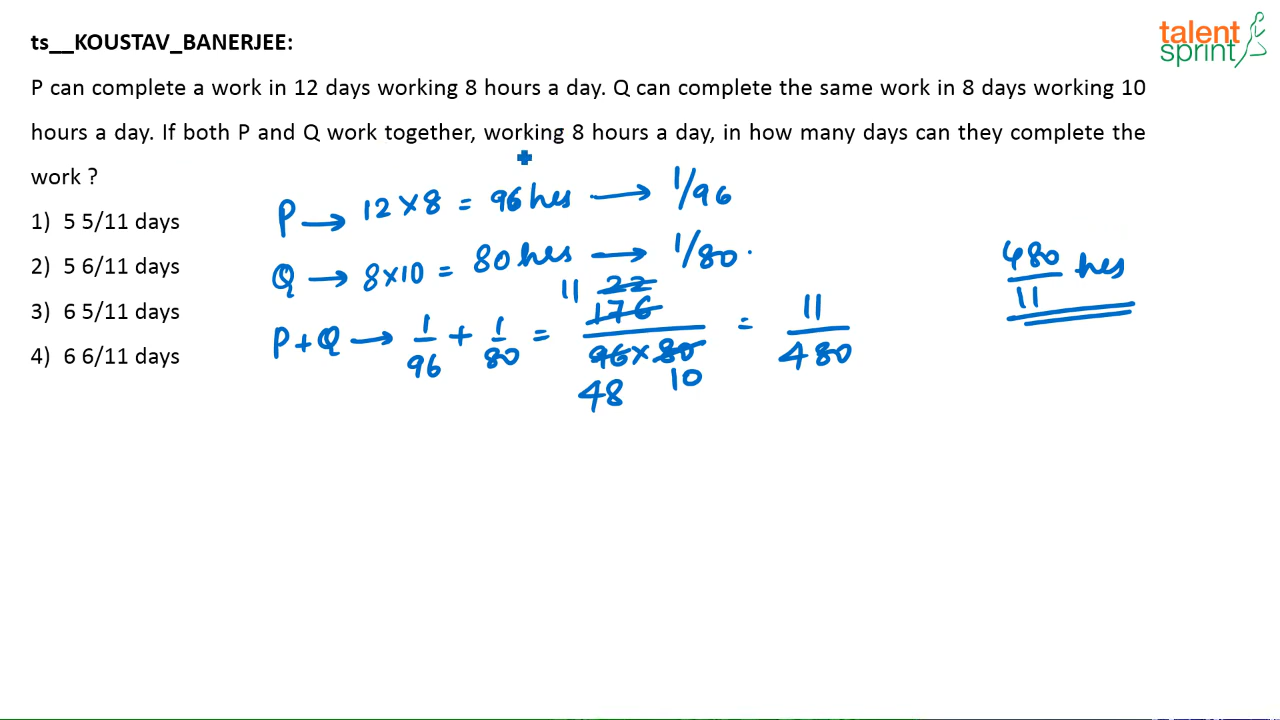 talent
sprint
ts__KOUSTAV_BANERJEE:
P can complete a work in 12 days working 8 hours a day. Q can complete the same work in 8 days working 10
hours a day. If both P and Q work together, working 8 hours a day, in how many days can they complete the
work ?
1) 5 5/11 days
2) 5 6/11 days
3) 6 5/11 days
4) 6 6/11 days
P → 12 × 8 = 96 hrs → 1/96
Q → 8×10 = 80 hrs → 1/80.
11 22
176
P+Q → 1/96 + 1/80 = 96×80 = 11/480
48 10
480/11 hrs